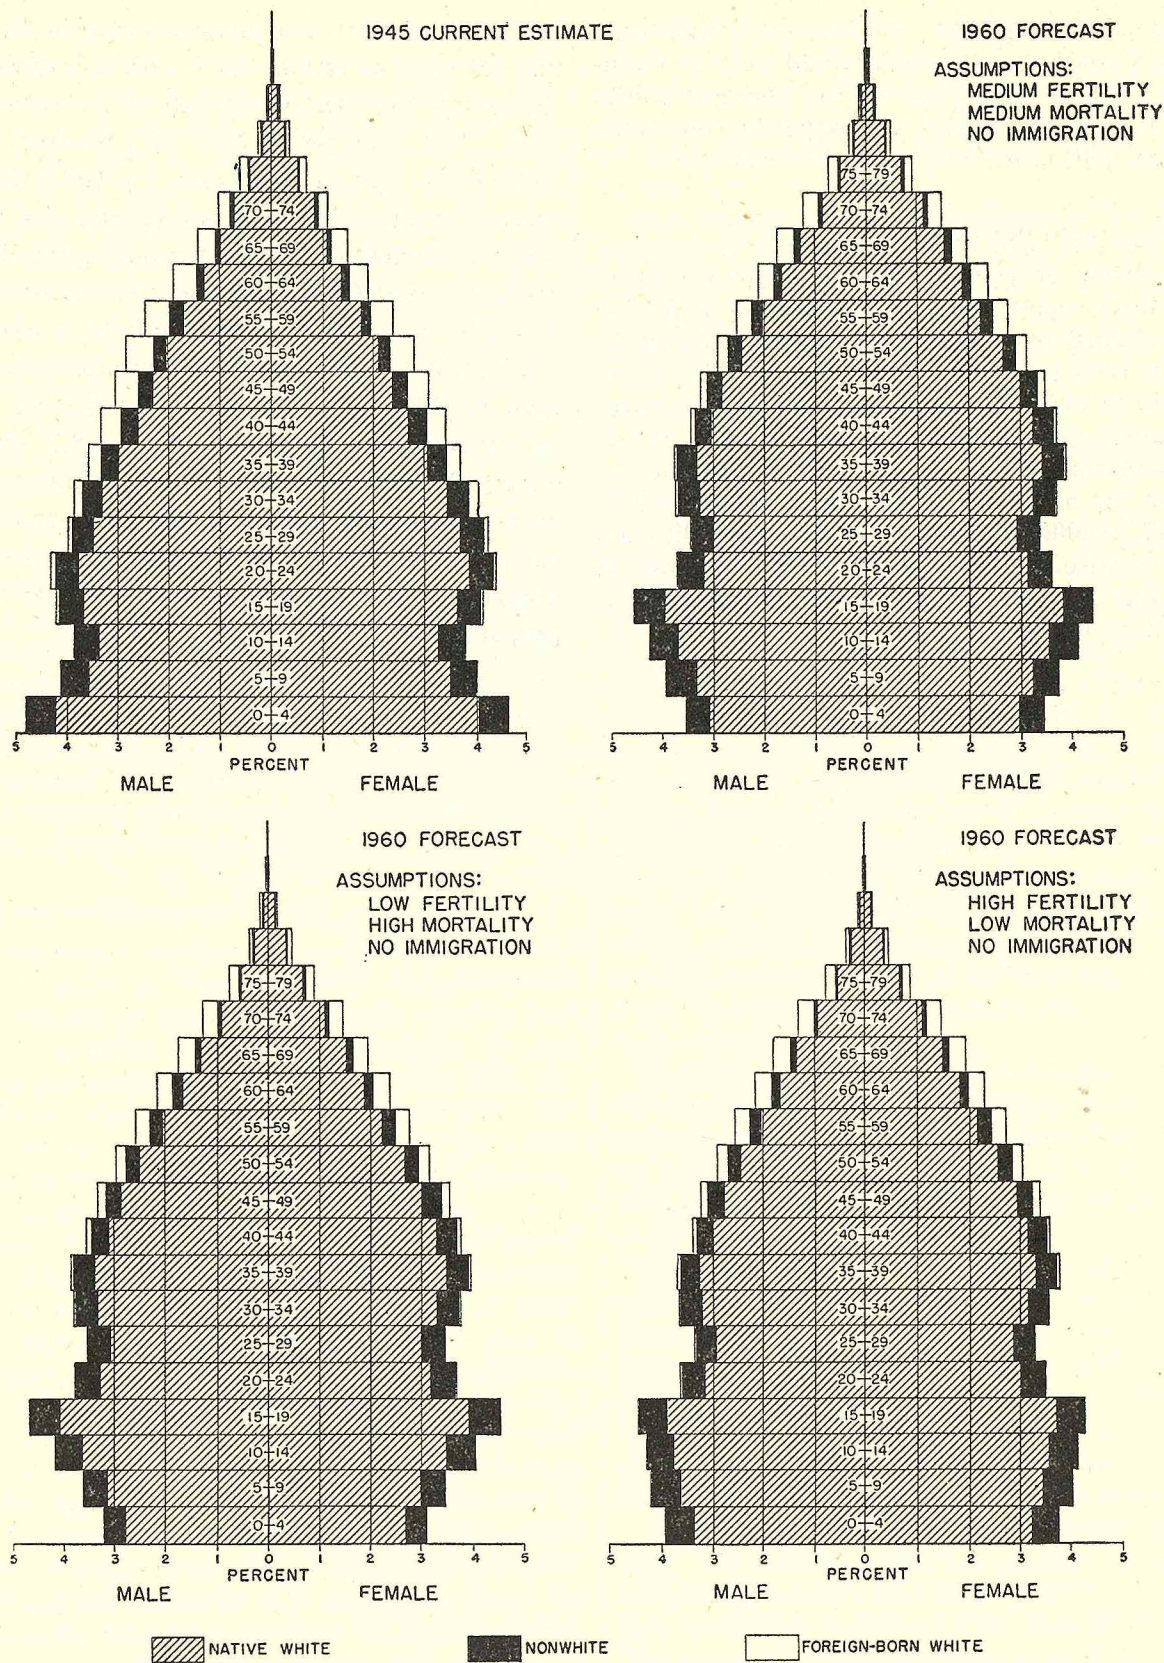 1945 CURRENT ESTIMATE
70-74
65-69
60-64
55-59
50-54
45-49
40-44
35-39
30-34
25-29
20-24
15-19
10-14
5-9
0-4
5 4 3 2 1 0 1 2 3 4 5
PERCENT
MALE FEMALE
1960 FORECAST
ASSUMPTIONS:
MEDIUM FERTILITY
MEDIUM MORTALITY
NO IMMIGRATION
75-79
70-74
65-69
60-64
55-59
50-54
45-49
40-44
35-39
30-34
25-29
20-24
15-19
10-14
5-9
0-4
5 4 3 2 1 0 1 2 3 4 5
PERCENT
MALE FEMALE
1960 FORECAST
ASSUMPTIONS:
LOW FERTILITY
HIGH MORTALITY
NO IMMIGRATION
75-79
70-74
65-69
60-64
55-59
50-54
45-49
40-44
35-39
30-34
25-29
20-24
15-19
10-14
5-9
0-4
5 4 3 2 1 0 1 2 3 4 5
PERCENT
MALE FEMALE
1960 FORECAST
ASSUMPTIONS:
HIGH FERTILITY
LOW MORTALITY
NO IMMIGRATION
75-79
70-74
65-69
60-64
55-59
50-54
45-49
40-44
35-39
30-34
25-29
20-24
15-19
10-14
5-9
0-4
5 4 3 2 1 0 1 2 3 4 5
PERCENT
MALE FEMALE
NATIVE WHITE NONWHITE FOREIGN-BORN WHITE